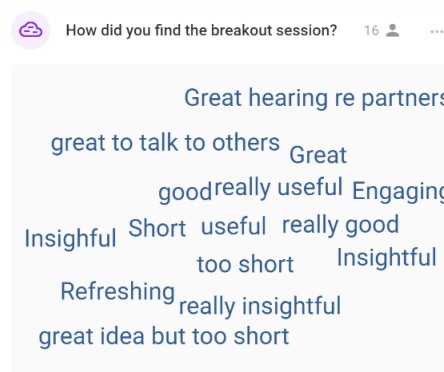 How did you find the breakout session? 16
Great hearing re partners
great to talk to others
Great
good really useful Engaging
Short useful really good
Insighful
too short Insightful
Refreshing
really insightful
great idea but too short